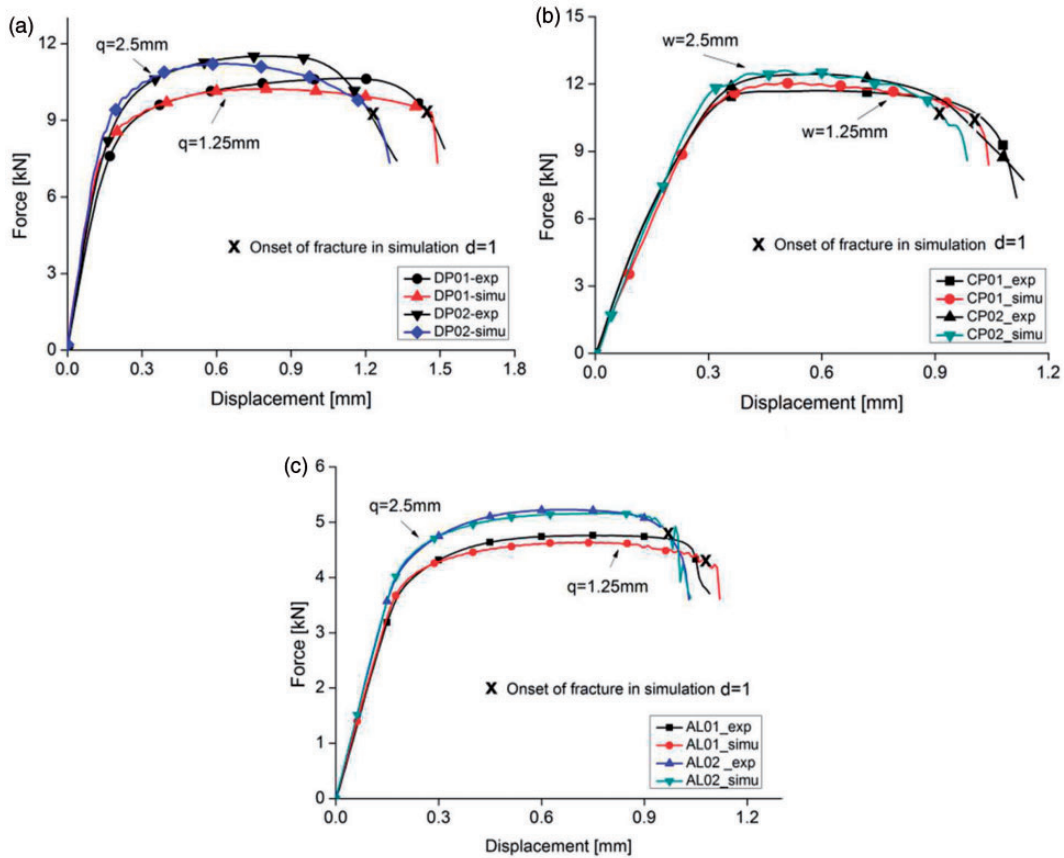 (a)
12
9
6
3
0
Force [kN]
q=2.5mm
q=1.25mm
X Onset of fracture in simulation d=1
DP01-exp
DP01-simu
DP02-exp
DP02-simu
0.0 0.3 0.6 0.9 1.2 1.5 1.8
Displacement [mm]
(b)
15
12
9
6
3
0
Force [kN]
w=2.5mm
w=1.25mm
X Onset of fracture in simulation d=1
CP01_exp
CP01_simu
CP02_exp
CP02_simu
0.0 0.3 0.6 0.9 1.2
Displacement [mm]
(c)
6
5
4
3
2
1
0
Force [kN]
q=2.5mm
q=1.25mm
X Onset of fracture in simulation d=1
AL01_exp
AL01_simu
AL02_exp
AL02_simu
0.0 0.3 0.6 0.9 1.2
Displacement [mm]